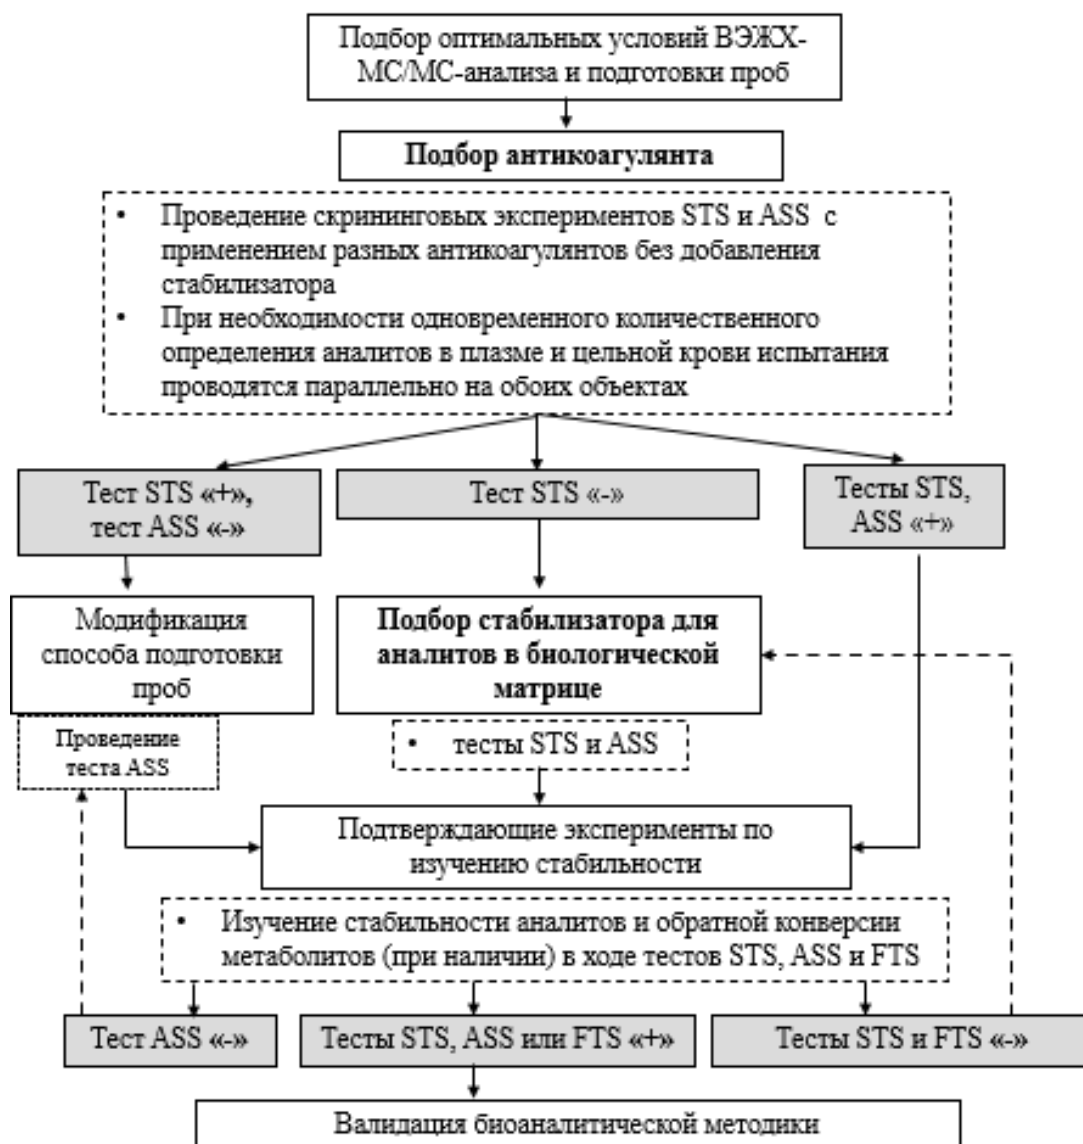 Подбор оптимальных условий ВЭЖХ-
МС/МС-анализа и подготовки проб
Подбор антикоагулянта
• Проведение скрининговых экспериментов STS и ASS с
применением разных антикоагулянтов без добавления
стабилизатора
• При необходимости одновременного количественного
определения аналитов в плазме и цельной крови испытания
проводятся параллельно на обоих объектах
Тест STS «+»,
тест ASS «-»
Тест STS «-»
Тесты STS,
ASS «+»
Модификация
способа подготовки
проб
Подбор стабилизатора для
аналитов в биологической
матрице
Проведение
теста ASS
• тесты STS и ASS
Подтверждающие эксперименты по
изучению стабильности
• Изучение стабильности аналитов и обратной конверсии
метаболитов (при наличии) в ходе тестов STS, ASS и FTS
Тест ASS «-»
Тесты STS, ASS или FTS «+»
Тесты STS и FTS «-»
Валидация биоаналитической методики